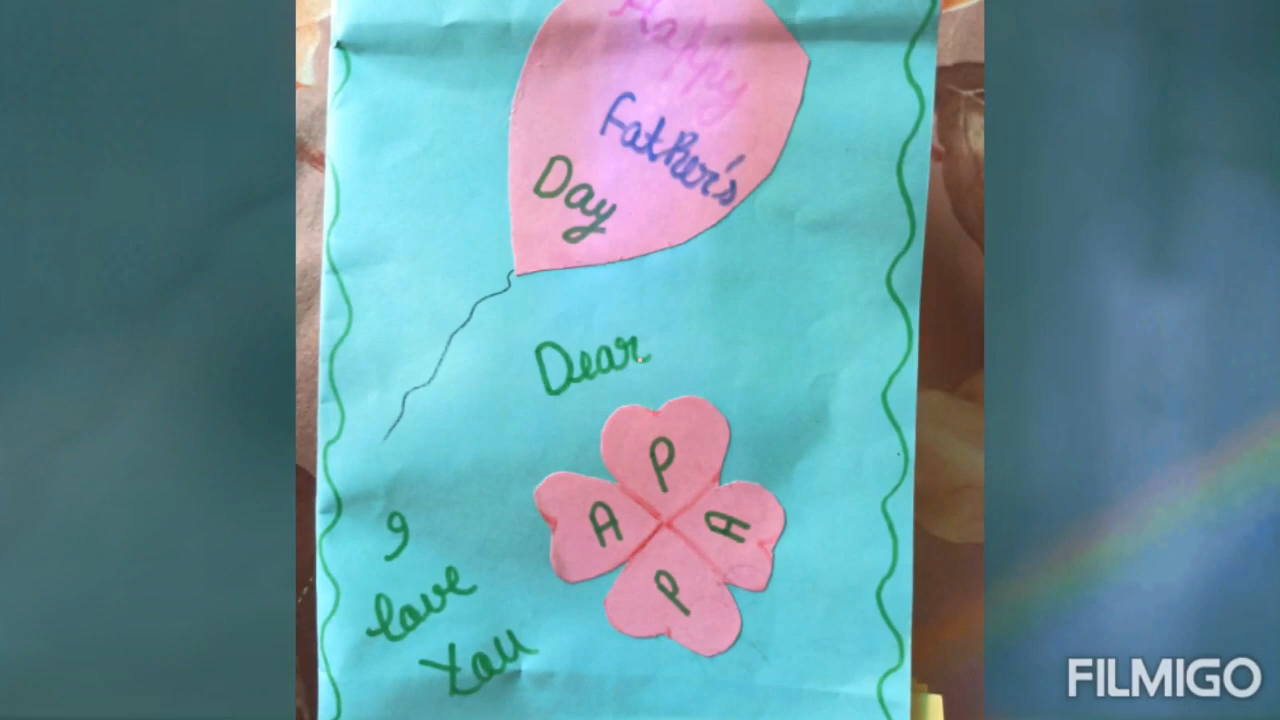 Happy
Father's
Day
Dear
P
A A
P
I
love
You
FILMIGO